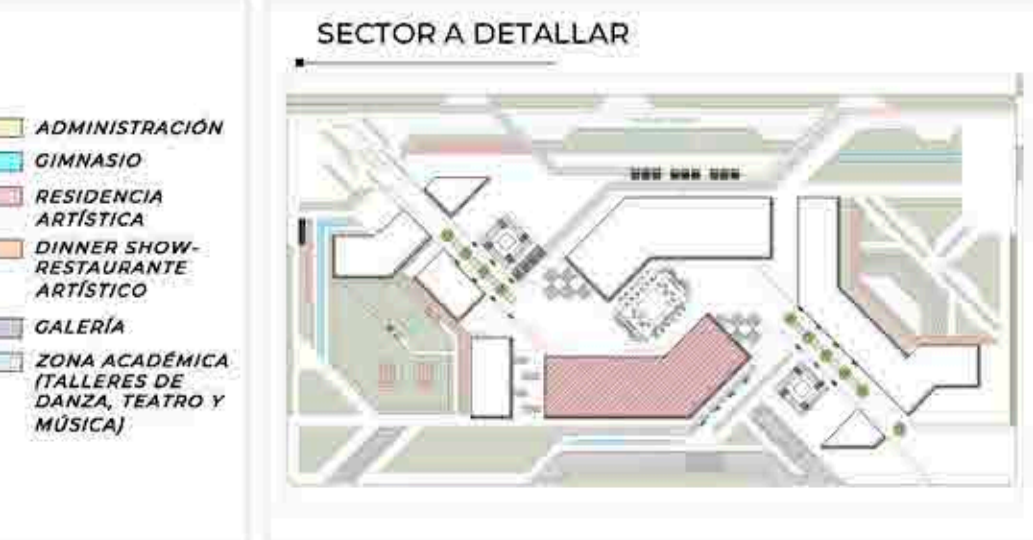 SECTOR A DETALLAR
ADMINISTRACIÓN
GIMNASIO
RESIDENCIA
ARTÍSTICA
DINNER SHOW-
RESTAURANTE
ARTÍSTICO
GALERÍA
ZONA ACADÉMICA
(TALLERES DE
DANZA, TEATRO Y
MÚSICA)